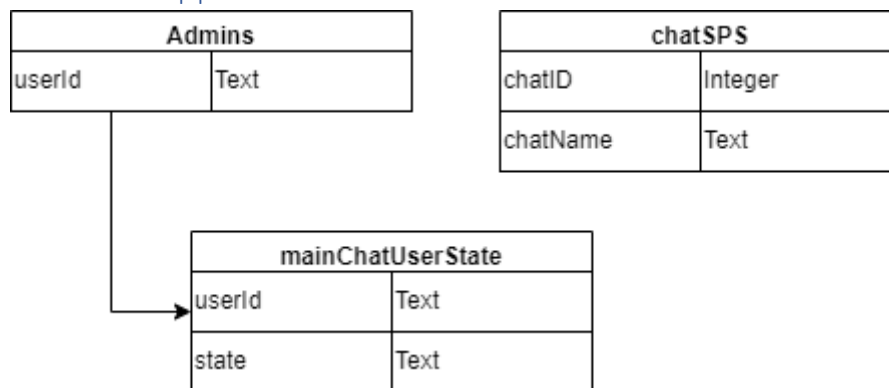 Admins
userId Text
chatSPS
chatID Integer
chatName Text
mainChatUserState
userId Text
state Text